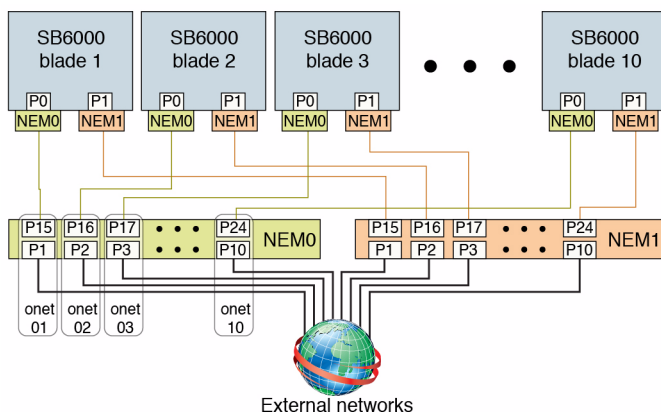 SB6000 blade 1
SB6000 blade 2
SB6000 blade 3
SB6000 blade 10
P0 P1 P0 P1 P0 P1 P0 P1
NEM0 NEM1 NEM0 NEM1 NEM0 NEM1 NEM0 NEM1
P15 P16 P17 P24 NEM0 P15 P16 P17 P24 NEM1
P1 P2 P3 P10 P1 P2 P3 P10
onet 01
onet 02
onet 03
onet 10
External networks